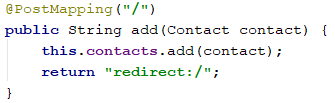 @PostMapping("/")
public String add(Contact contact) {
    this.contacts.add(contact);
    return "redirect:/";
}